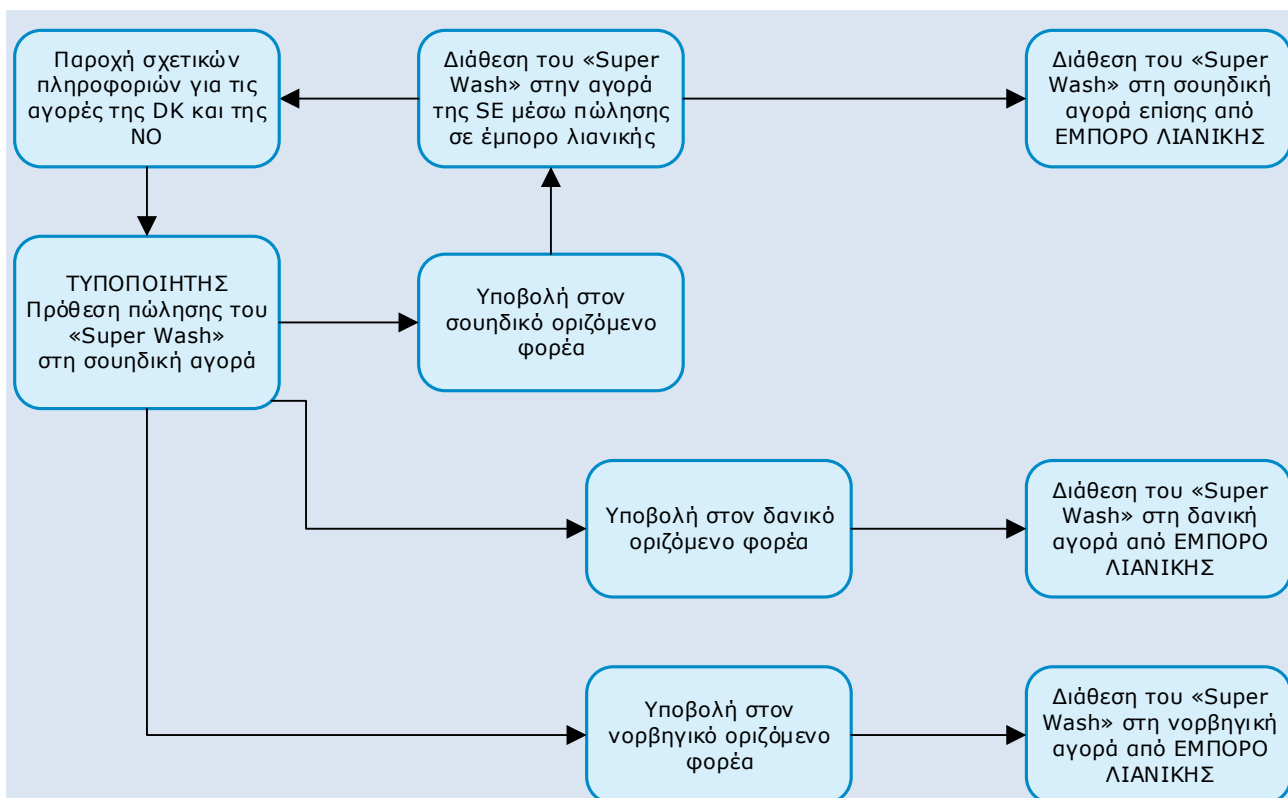 Παροχή σχετικών
πληροφοριών για τις
αγορές της DK και της
NO
Διάθεση του «Super
Wash» στην αγορά
της SE μέσω πώλησης
σε έμπορο λιανικής
Διάθεση του «Super
Wash» στη σουηδική
αγορά επίσης από
ΕΜΠΟΡΟ ΛΙΑΝΙΚΗΣ
ΤΥΠΟΠΟΙΗΤΗΣ
Πρόθεση πώλησης του
«Super Wash»
στη σουηδική αγορά
Υποβολή στον
σουηδικό οριζόμενο
φορέα
Υποβολή στον δανικό
οριζόμενο φορέα
Διάθεση του «Super
Wash» στη δανική
αγορά από ΕΜΠΟΡΟ
ΛΙΑΝΙΚΗΣ
Υποβολή στον
νορβηγικό οριζόμενο
φορέα
Διάθεση του «Super
Wash» στη νορβηγική
αγορά από ΕΜΠΟΡΟ
ΛΙΑΝΙΚΗΣ